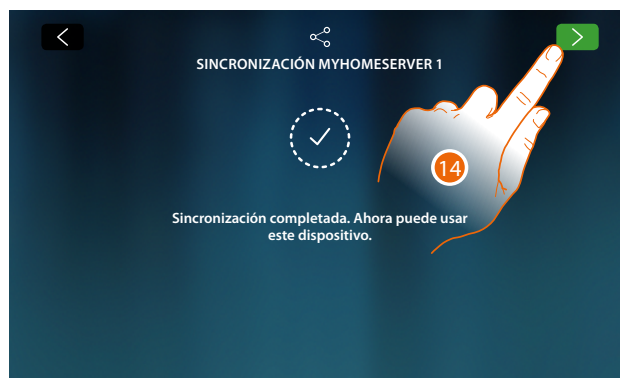 SINCRONIZACIÓN MYHOMESERVER 1
14
Sincronización completada. Ahora puede usar
este dispositivo.